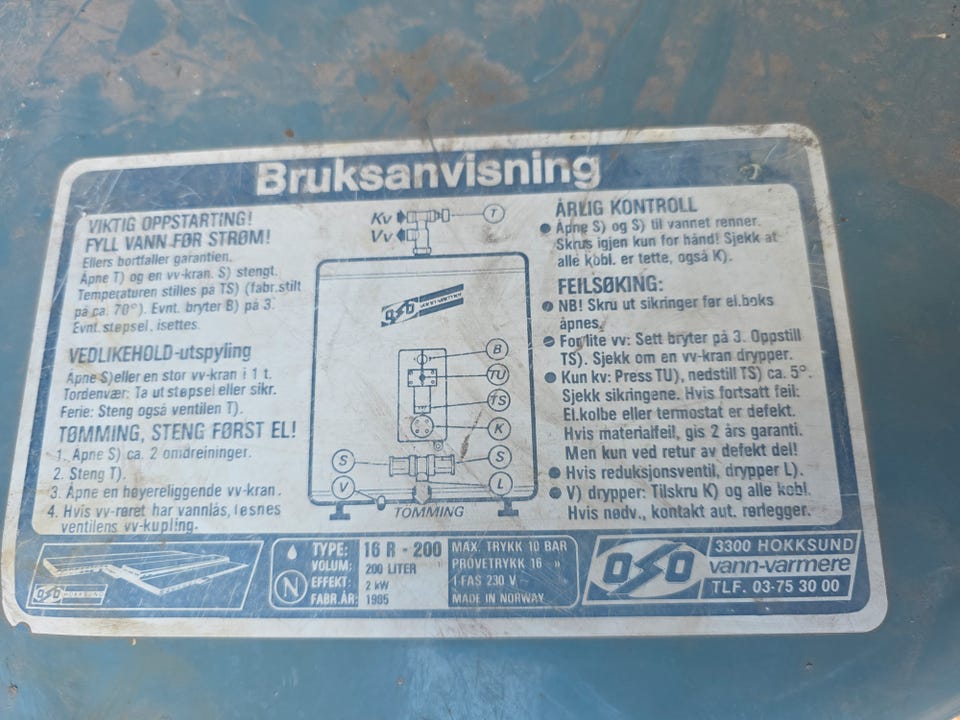 Bruksanvisning
VIKTIG OPPSTARTING!
FYLL VANN FØR STRØM!
Ellers bortfaller garantien.
Åpne T) og en vv-kran. S) stengt.
Temperaturen stilles på TS) (fabr.stilt
på ca. 70°). Evnt. bryter B) på 3.
Evnt. støpsel. isettes.
VEDLIKEHOLD-utspyling
Åpne S)eller en stor vv-kran i 1 t.
Tordenvær: Ta ut støpsel eller sikr.
Ferie: Steng også ventilen T).
TØMMING, STENG FØRST EL!
1. Åpne S) ca. 2 omdreininger.
2. Steng T).
3. Åpne en høyereliggende vv-kran.
4. Hvis vv-røret har vannlås, løsnes
ventilens vv-kupling.
Kv
T
Vv
OSO
B
TU
TS
K
S
S
V
L
TØMMING
ÅRLIG KONTROLL
● Åpne S) og S) til vannet renner.
Skrus igjen kun for hånd! Sjekk at
alle kobl. er tette, også K).
FEILSØKING:
● NB! Skru ut sikringer før el.boks
åpnes.
● For lite vv: Sett bryter på 3. Oppstill
TS). Sjekk om en vv-kran drypper.
● Kun kv: Press TU), nedstill TS) ca. 5°.
Sjekk sikringene. Hvis fortsatt feil:
El.kolbe eller termostat er defekt.
Hvis materialfeil, gis 2 års garanti.
Men kun ved retur av defekt del!
● Hvis reduksjonsventil, drypper L).
● V) drypper: Tilskru K) og alle kobl.
Hvis nødv., kontakt aut. rørlegger.
OSO HOKKSUND
N
TYPE: 16 R - 200
VOLUM: 200 LITER
EFFEKT: 2 kW
FABR.ÅR: 1985
MAX. TRYKK 10 BAR
PRØVETRYKK 16 »
I FAS 230 V ~
MADE IN NORWAY
OSO
3300 HOKKSUND
vann-varmere
TLF. 03-75 30 00